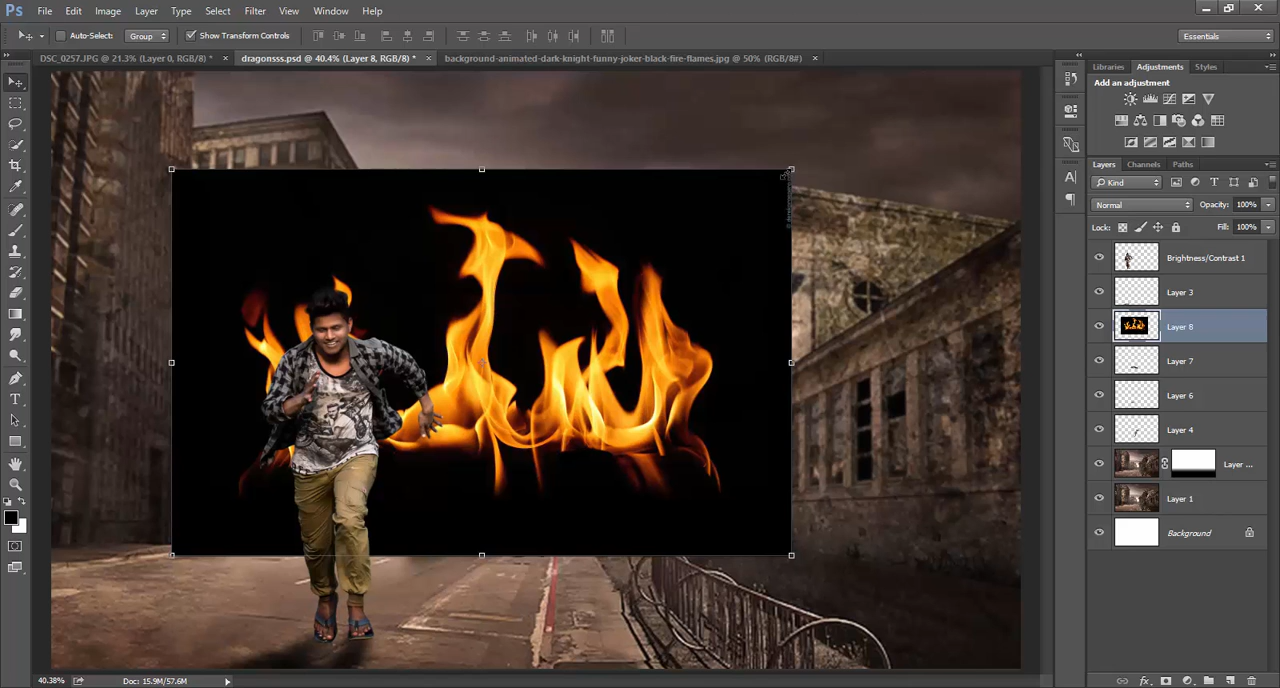 Ps File Edit Image Layer Type Select Filter View Window Help
Auto-Select: Group Show Transform Controls Essentials
DSC_0257.JPG @ 21.3% (Layer 0, RGB/8) * × dragonsss.psd @ 40.4% (Layer 8, RGB/8) * × background-animated-dark-knight-funny-joker-black-fire-flames.jpg @ 50% (RGB/8#) ×
Libraries Adjustments Styles
Add an adjustment
Layers Channels Paths
Kind
Normal Opacity: 100%
Lock: Fill: 100%
Brightness/Contrast 1
Layer 3
Layer 8
Layer 7
Layer 6
Layer 4
Layer ...
Layer 1
Background
40.38% Doc: 15.9M/57.6M